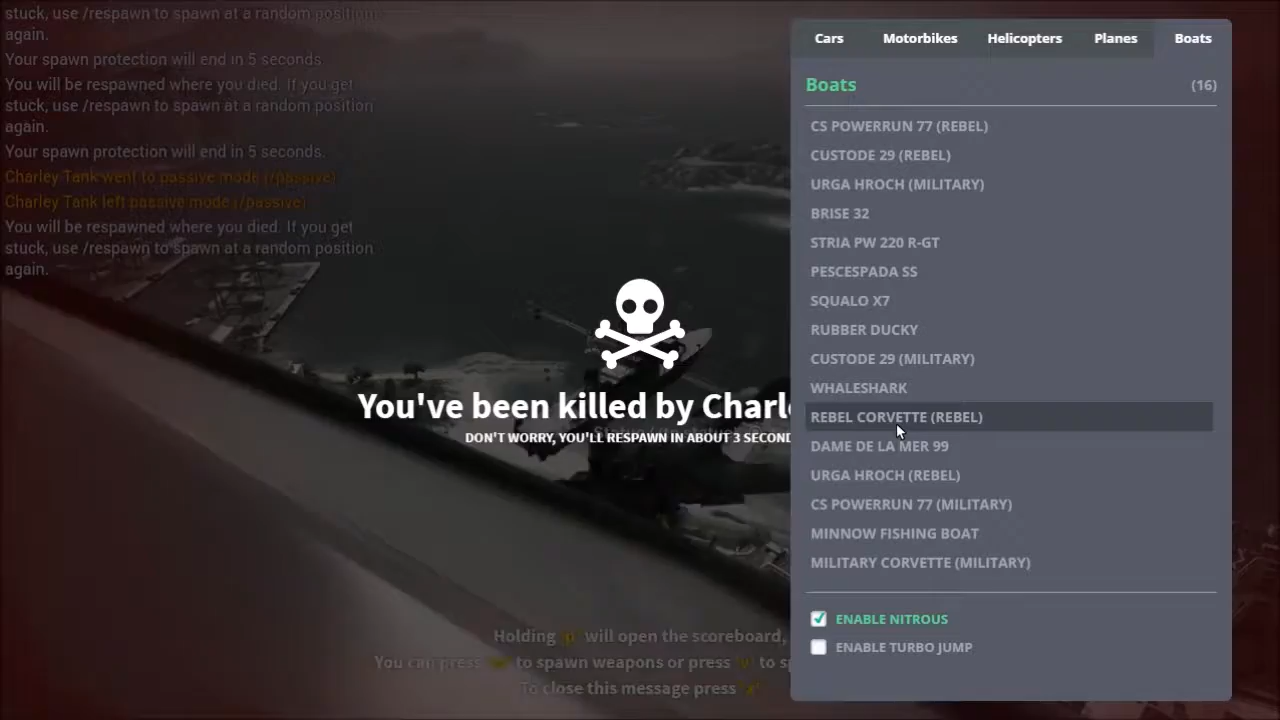 stuck, use /respawn to spawn at a random position
again.
Your spawn protection will end in 5 seconds.
You will be respawned where you died. If you get
stuck, use /respawn to spawn at a random position
again.
Your spawn protection will end in 5 seconds.
Charley Tank went to passive mode (/passive)
Charley Tank left passive mode (/passive)
You will be respawned where you died. If you get
stuck, use /respawn to spawn at a random position
again.
You've been killed by Charl
DON'T WORRY, YOU'LL RESPAWN IN ABOUT 3 SECOND
Holding 'p' will open the scoreboard,
You can press to spawn weapons or press 'v' to sp
To close this message press 'x'
Cars Motorbikes Helicopters Planes Boats
Boats (16)
CS POWERRUN 77 (REBEL)
CUSTODE 29 (REBEL)
URGA HROCH (MILITARY)
BRISE 32
STRIA PW 220 R-GT
PESCESPADA SS
SQUALO X7
RUBBER DUCKY
CUSTODE 29 (MILITARY)
WHALESHARK
REBEL CORVETTE (REBEL)
DAME DE LA MER 99
URGA HROCH (REBEL)
CS POWERRUN 77 (MILITARY)
MINNOW FISHING BOAT
MILITARY CORVETTE (MILITARY)
ENABLE NITROUS
ENABLE TURBO JUMP